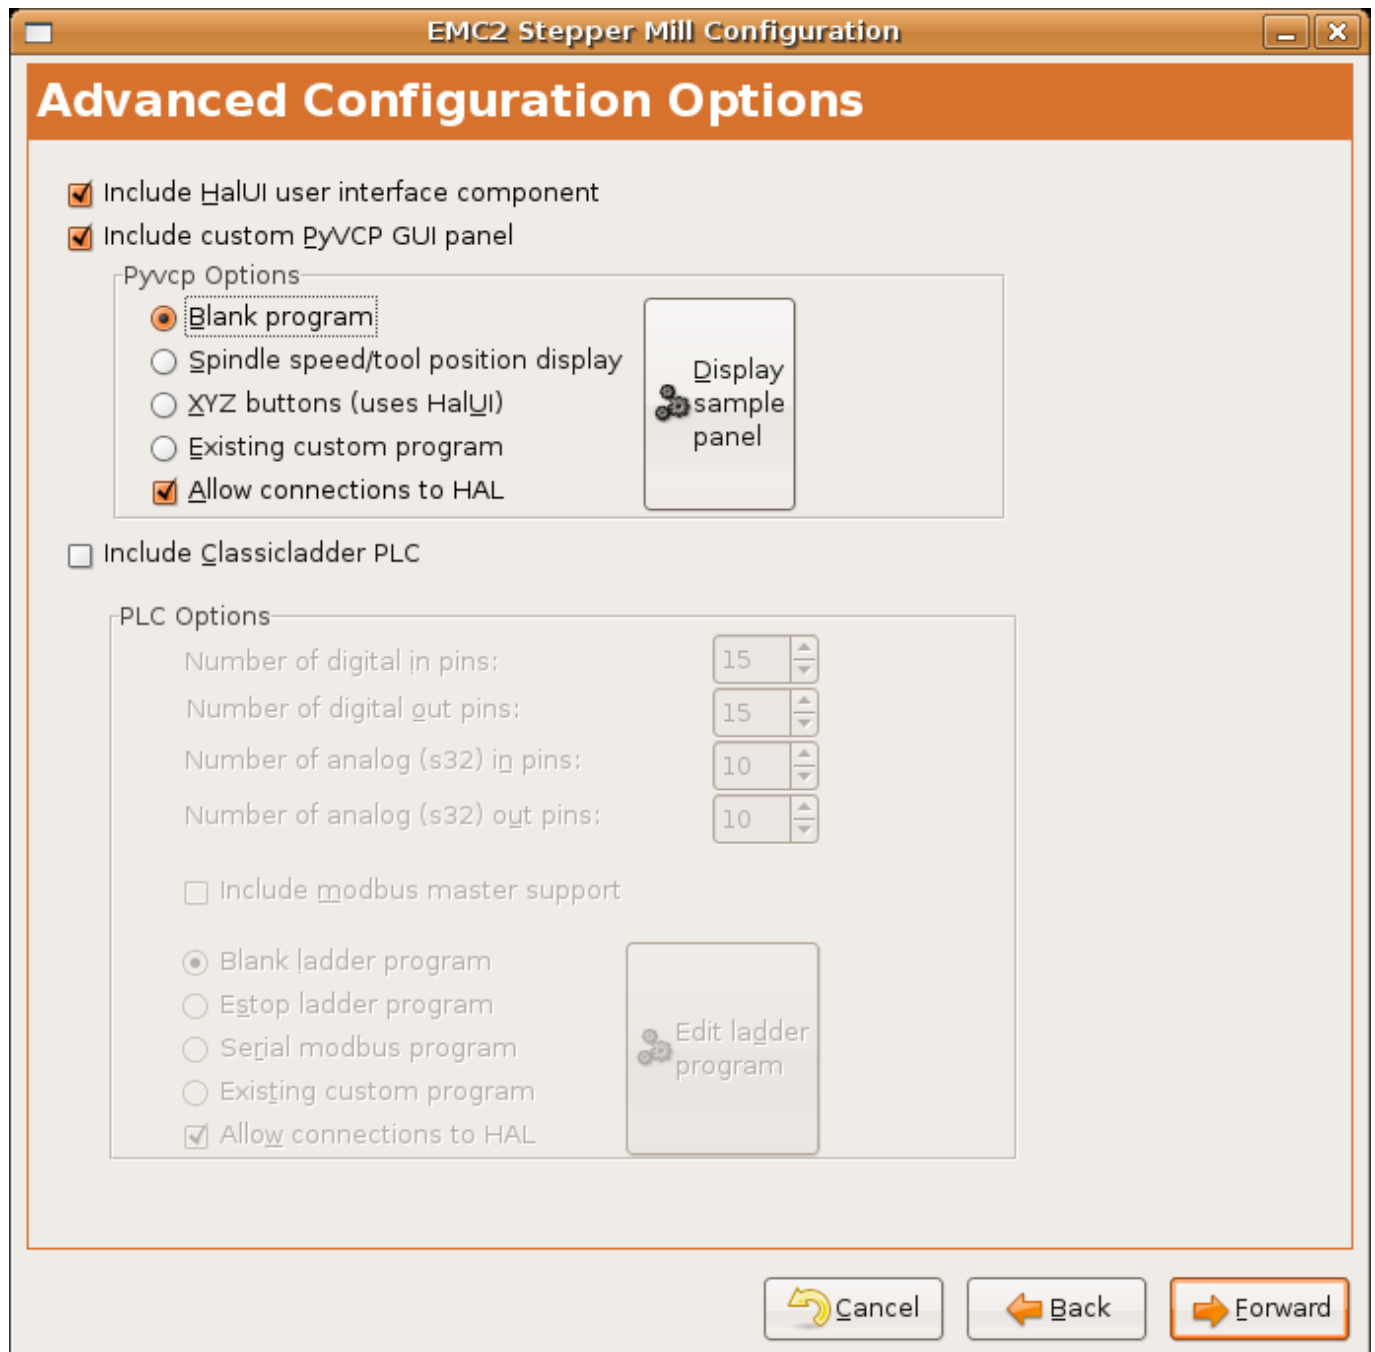 EMC2 Stepper Mill Configuration
Advanced Configuration Options
Include HalUI user interface component
Include custom PyVCP GUI panel
Pyvcp Options
Blank program
Spindle speed/tool position display
XYZ buttons (uses HalUI)
Existing custom program
Allow connections to HAL
Display
sample
panel
Include Classicladder PLC
PLC Options
Number of digital in pins: 15
Number of digital out pins: 15
Number of analog (s32) in pins: 10
Number of analog (s32) out pins: 10
Include modbus master support
Blank ladder program
Estop ladder program
Serial modbus program
Existing custom program
Allow connections to HAL
Edit ladder
program
Cancel Back Forward